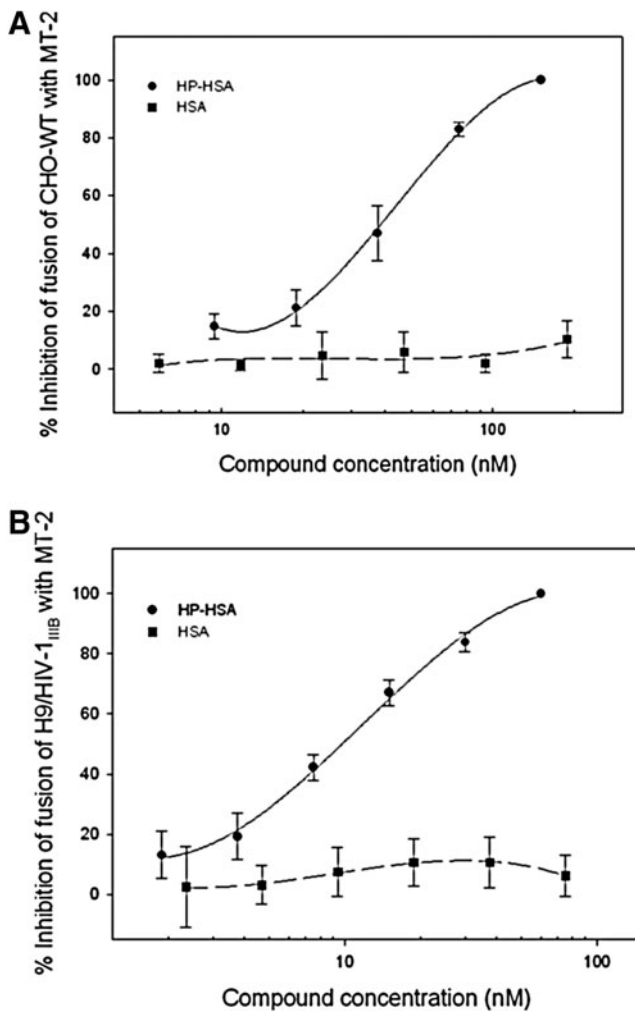 A
% Inhibition of fusion of CHO-WT with MT-2
HP-HSA
HSA
100
80
60
40
20
0
10
100
Compound concentration (nM)
B
% Inhibition of fusion of H9/HIV-1IIIB with MT-2
HP-HSA
HSA
100
80
60
40
20
0
10
100
Compound concentration (nM)